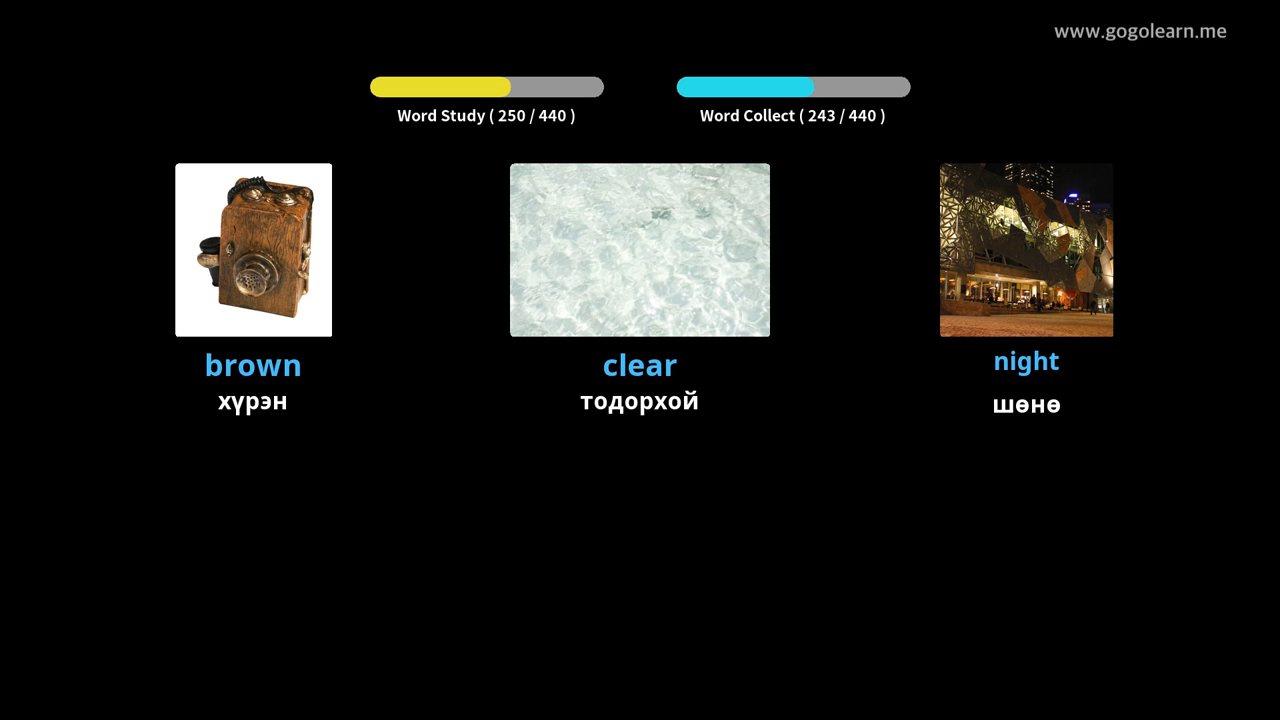 www.gogolearn.me
Word Study ( 250 / 440 )
Word Collect ( 243 / 440 )
brown
хүрэн
clear
тодорхой
night
шөнө